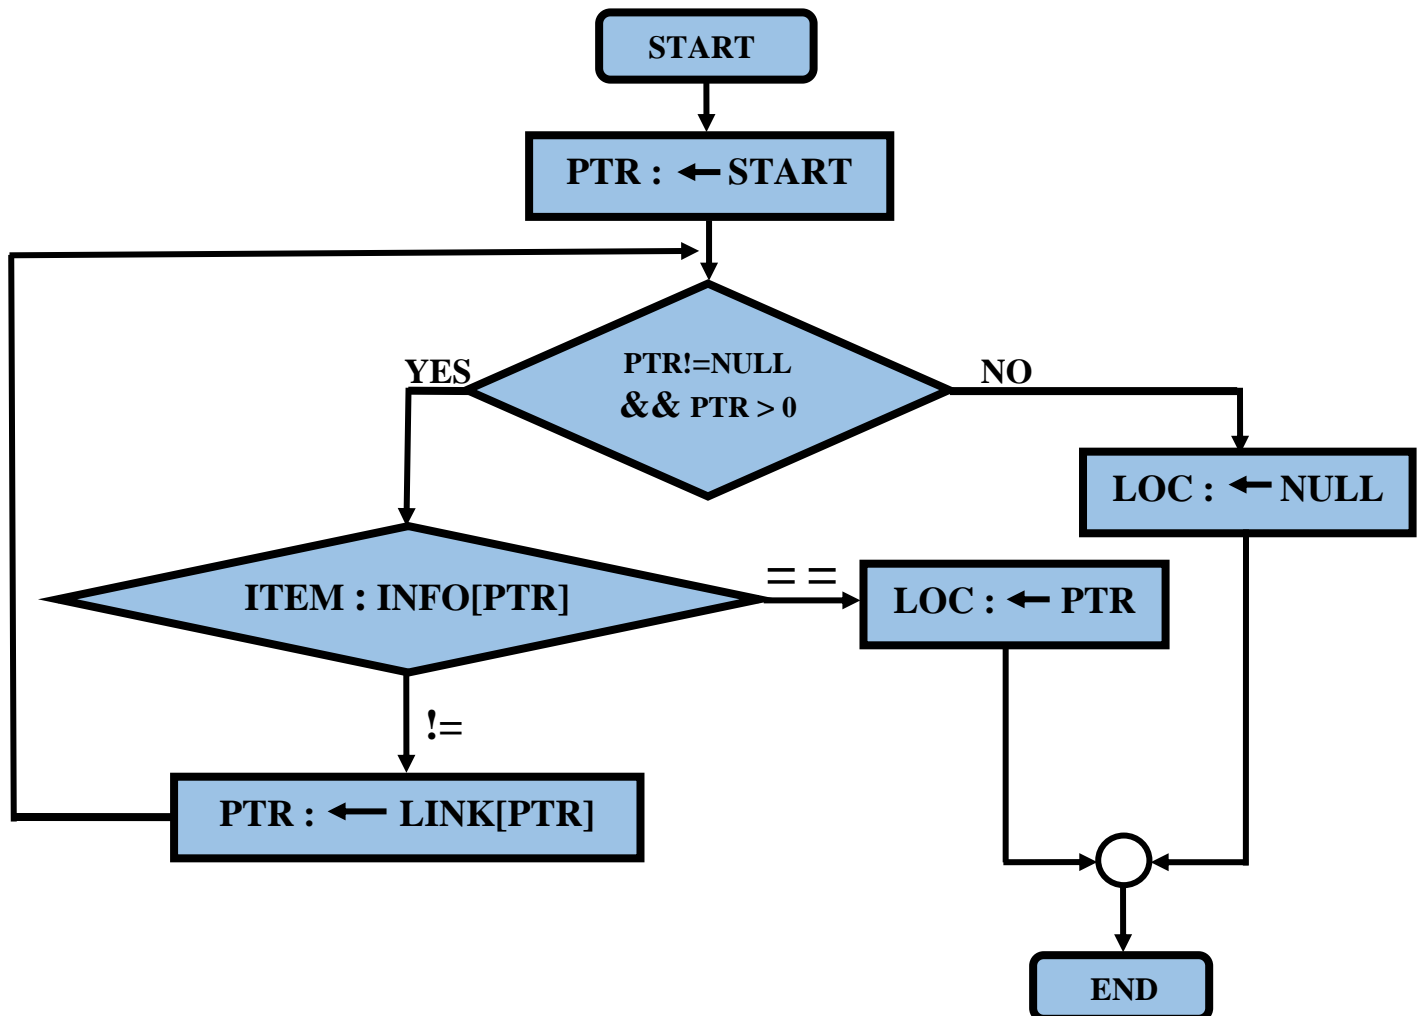 START
PTR : ← START
PTR!=NULL
&& PTR > 0
YES
NO
LOC : ← NULL
ITEM : INFO[PTR]
==
LOC : ← PTR
!=
PTR : ← LINK[PTR]
END